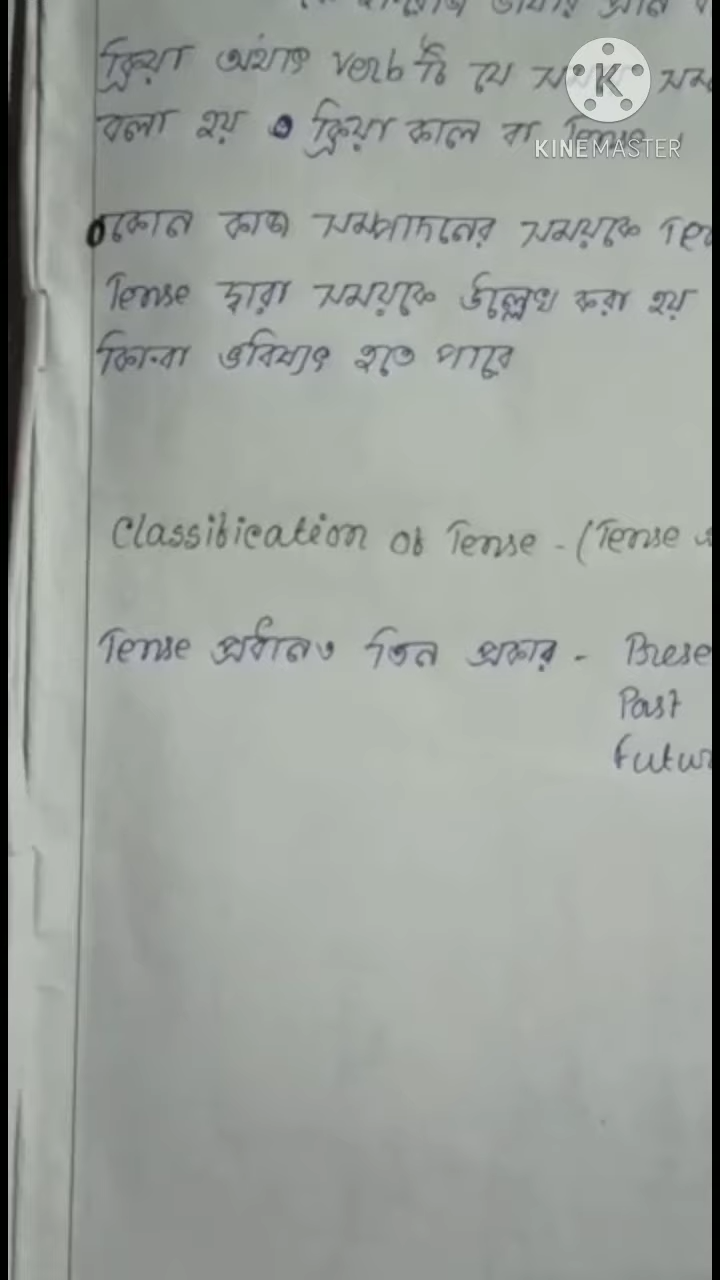 ক্রিয়া অর্থাৎ verb টি যে
বলা হয় ক্রিয়া কাল বা Tense।
KINEMASTER
কোন কাজ সম্পাদনের সময়কে
Tense দ্বারা সময়কে উল্লেখ করা হয়
কিংবা ভবিষ্যৎ হতে পারে
Classification of Tense - (Tense
Tense প্রধানত তিন প্রকার - Prese
Past
Futur